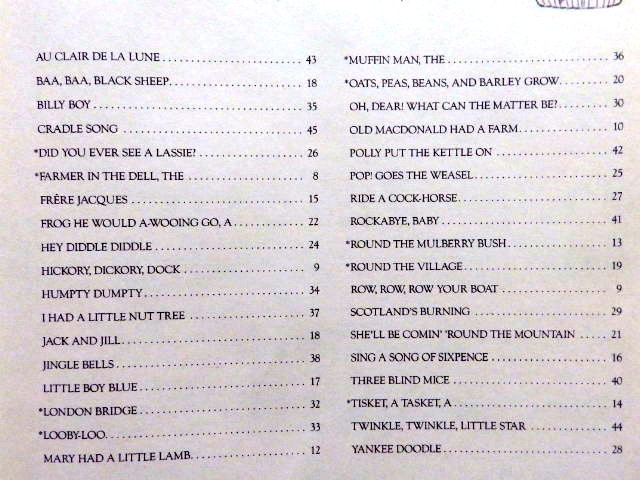 AU CLAIR DE LA LUNE 43
BAA, BAA, BLACK SHEEP 18
BILLY BOY 35
CRADLE SONG 45
*DID YOU EVER SEE A LASSIE? 26
*FARMER IN THE DELL, THE 8
FRÈRE JACQUES 15
FROG HE WOULD A-WOOING GO, A 22
HEY DIDDLE DIDDLE 24
HICKORY, DICKORY, DOCK 9
HUMPTY DUMPTY 34
I HAD A LITTLE NUT TREE 37
JACK AND JILL 18
JINGLE BELLS 38
LITTLE BOY BLUE 17
*LONDON BRIDGE 32
*LOOBY-LOO 33
MARY HAD A LITTLE LAMB 12
*MUFFIN MAN, THE 36
*OATS, PEAS, BEANS, AND BARLEY GROW 20
OH, DEAR! WHAT CAN THE MATTER BE? 30
OLD MACDONALD HAD A FARM 10
POLLY PUT THE KETTLE ON 42
POP! GOES THE WEASEL 25
RIDE A COCK-HORSE 27
ROCKABYE, BABY 41
*ROUND THE MULBERRY BUSH 13
*ROUND THE VILLAGE 19
ROW, ROW, ROW YOUR BOAT 9
SCOTLAND'S BURNING 29
SHE'LL BE COMIN' 'ROUND THE MOUNTAIN 21
SING A SONG OF SIXPENCE 16
THREE BLIND MICE 40
*TISKET, A TASKET, A 14
TWINKLE, TWINKLE, LITTLE STAR 44
YANKEE DOODLE 28